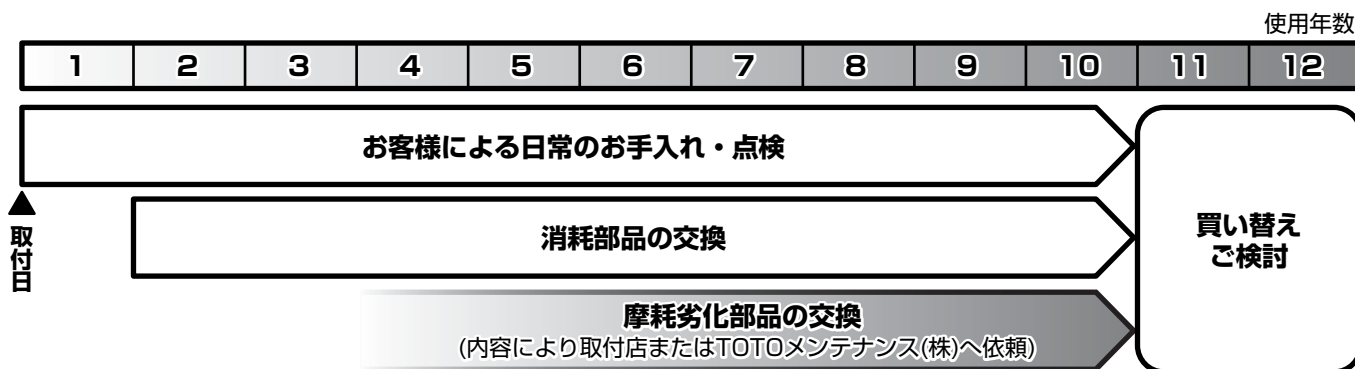 使用年数
1 2 3 4 5 6 7 8 9 10 11 12
お客様による日常のお手入れ・点検
取付日
消耗部品の交換
買い替え
ご検討
摩耗劣化部品の交換
(内容により取付店またはTOTOメンテナンス(株)へ依頼)